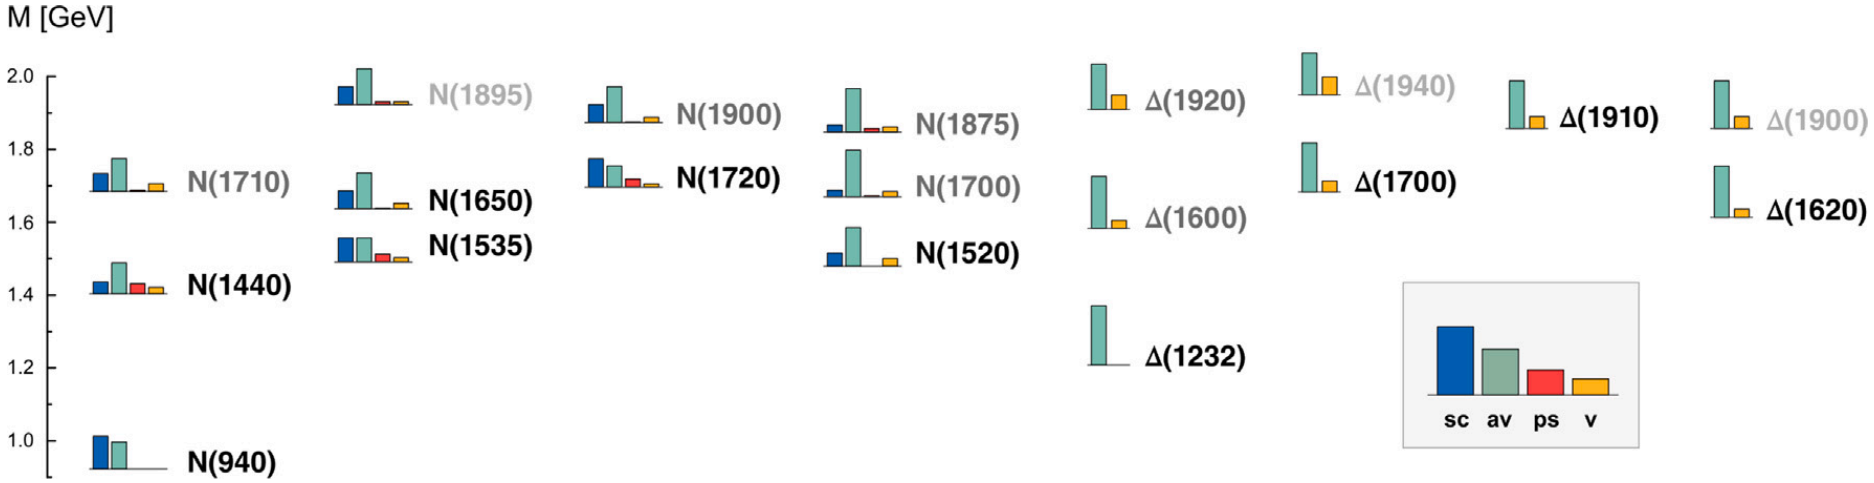 M [GeV]
2.0
1.8
1.6
1.4
1.2
1.0
N(1710)
N(1440)
N(940)
N(1895)
N(1650)
N(1535)
N(1900)
N(1720)
N(1875)
N(1700)
N(1520)
Δ(1920)
Δ(1600)
Δ(1232)
Δ(1940)
Δ(1700)
Δ(1910)
Δ(1900)
Δ(1620)
sc av ps v